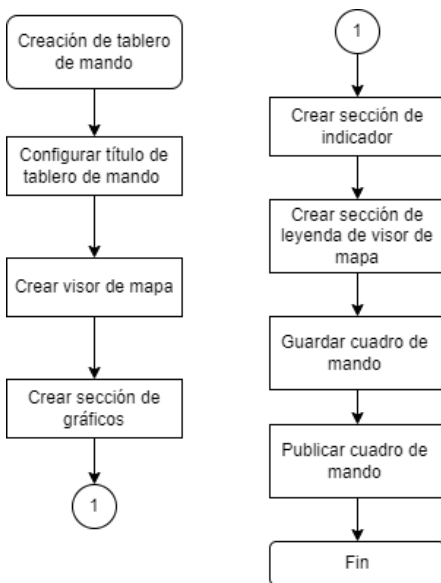 Creación de tablero
de mando
Configurar título de
tablero de mando
Crear visor de mapa
Crear sección de
gráficos
1
1
Crear sección de
indicador
Crear sección de
leyenda de visor de
mapa
Guardar cuadro de
mando
Publicar cuadro de
mando
Fin